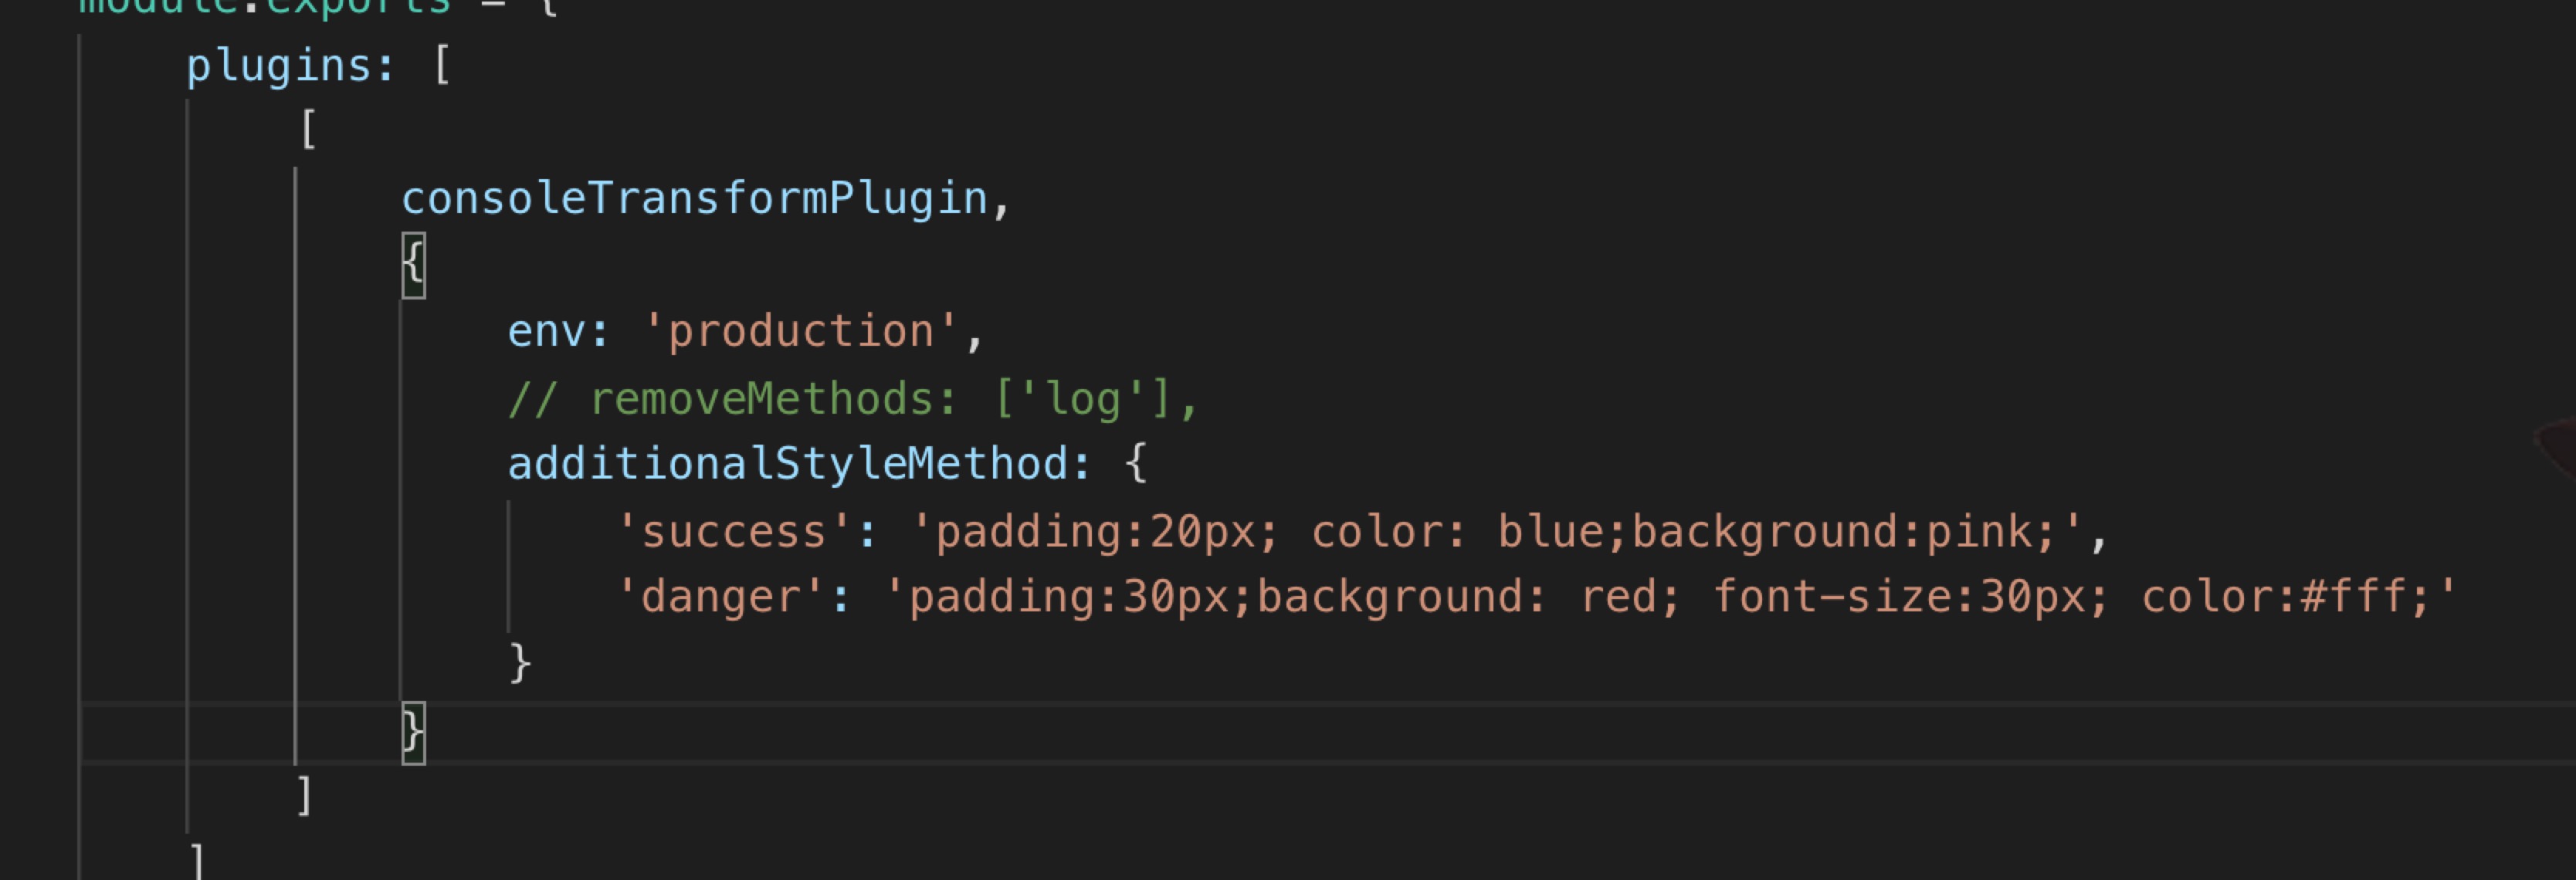 module.exports = {
plugins: [
[
consoleTransformPlugin,
{
env: 'production',
// removeMethods: ['log'],
additionalStyleMethod: {
'success': 'padding:20px; color: blue;background:pink;',
'danger': 'padding:30px;background: red; font-size:30px; color:#fff;'
}
}
]
]